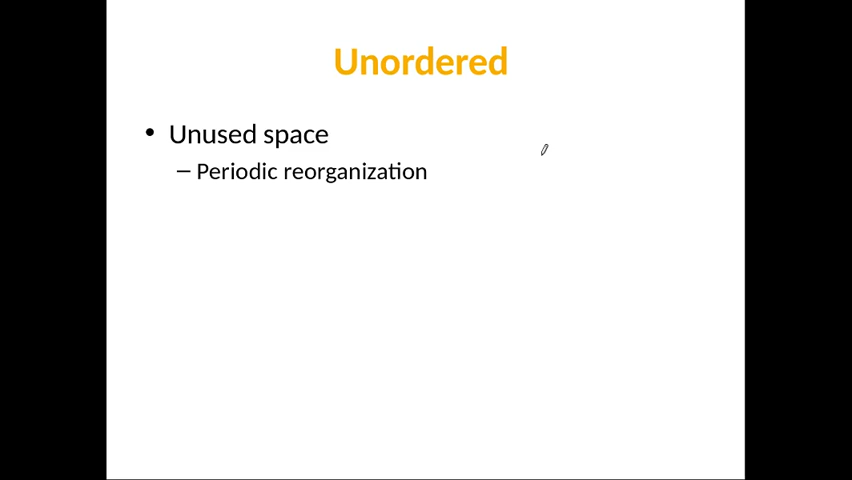 Unordered
• Unused space
– Periodic reorganization